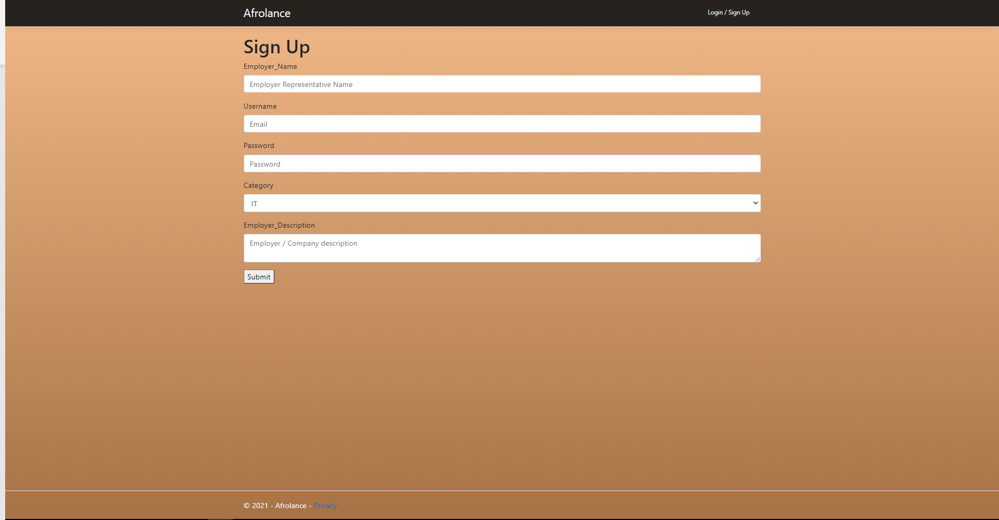 Afrolance
Login / Sign Up
Sign Up
Employer_Name
Employer Representative Name
Username
Email
Password
Password
Category
IT
Employer_Description
Employer / Company description
Submit
© 2021 - Afrolance - Privacy